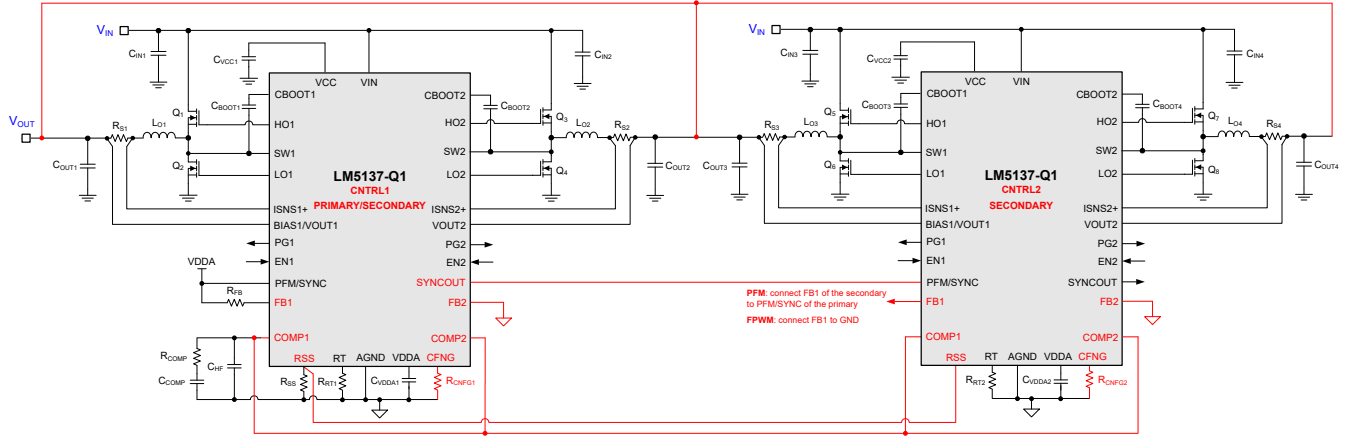 VIN
CIN1
CVCC1
CIN2
VCC
VIN
CBOOT1
CBOOT2
CBOOT1
CBOOT2
Q1
HO1
HO2
Q3
VOUT
RS1
LO1
LO2
RS2
SW1
SW2
COUT1
Q2
LO1
LO2
Q4
COUT2
LM5137-Q1
CNTRL1
PRIMARY/SECONDARY
ISNS1+
ISNS2+
BIAS1/VOUT1
VOUT2
PG1
PG2
EN1
EN2
VDDA
PFM/SYNC
SYNCOUT
RFB
FB1
FB2
COMP1
COMP2
RCOMP
CHF
CCOMP
RSS
RT
AGND
VDDA
CFNG
RSS
RRT1
CVDDA1
RCNFG1
VIN
CIN3
CVCC2
CIN4
VCC
VIN
CBOOT1
CBOOT2
CBOOT3
CBOOT4
Q5
HO1
HO2
Q7
RS3
LO3
LO4
RS4
SW1
SW2
COUT3
Q6
LO1
LO2
Q8
COUT4
LM5137-Q1
CNTRL2
SECONDARY
ISNS1+
ISNS2+
BIAS1/VOUT1
VOUT2
PG1
PG2
EN1
EN2
PFM/SYNC
SYNCOUT
PFM: connect FB1 of the secondary
to PFM/SYNC of the primary
FPWM: connect FB1 to GND
FB1
FB2
COMP1
COMP2
RSS
RT
AGND
VDDA
CFNG
RRT2
CVDDA2
RCNFG2